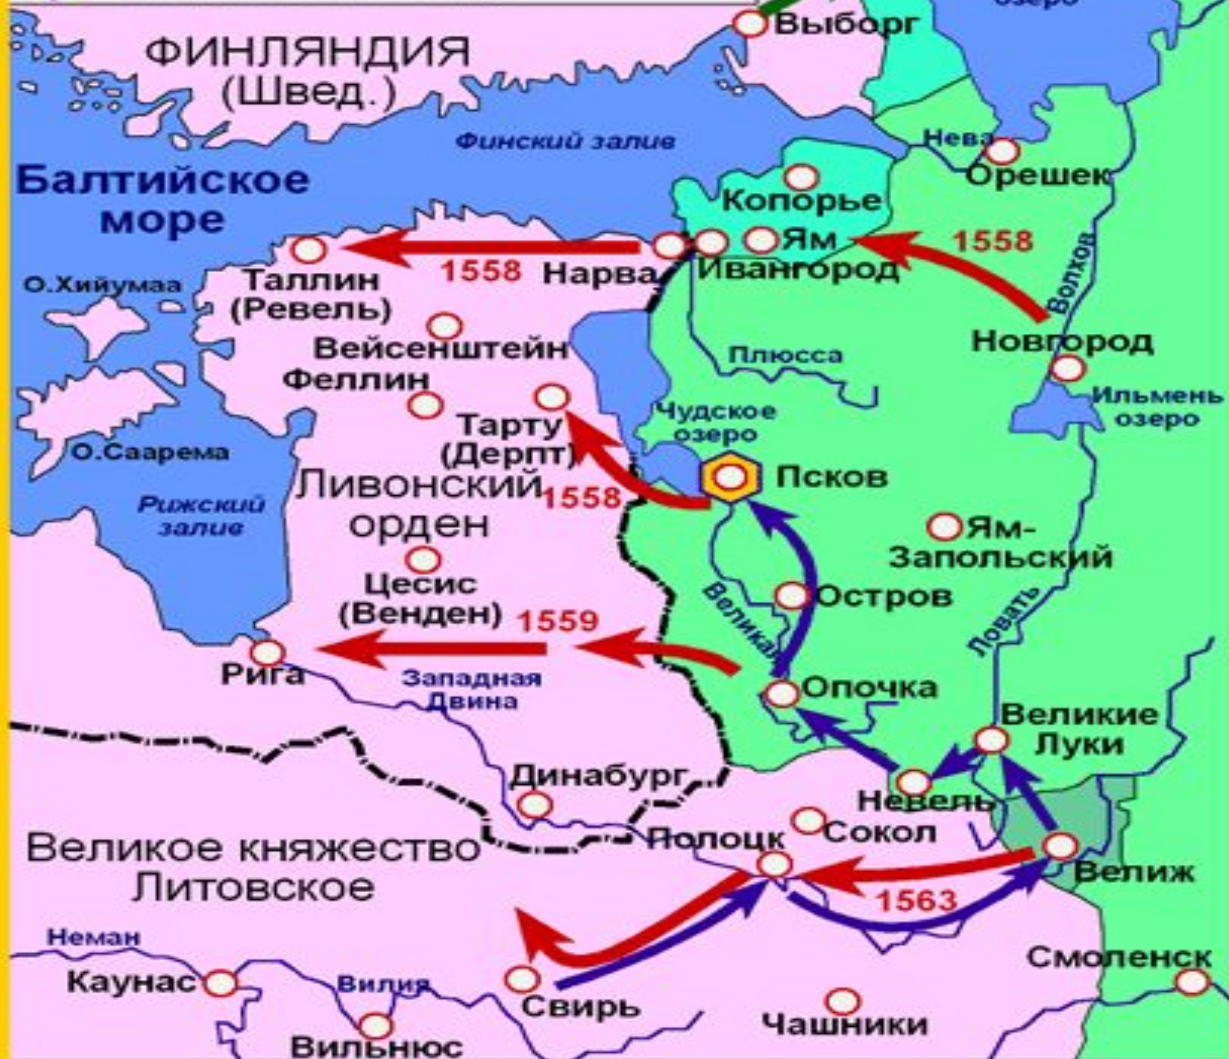 озеро
Выборг
ФИНЛЯНДИЯ
(Швед.)
Финский залив
Нева
Орешек
Балтийское
море
Копорье
Ям
1558
1558
Нарва
Ивангород
Волхов
Таллин
(Ревель)
О.Хийумаа
Вейсенштейн
Новгород
Плюсса
Феллин
Ильмень
озеро
Чудское
озеро
Тарту
(Дерпт)
О.Саарема
Псков
Ливонский
орден
1558
Рижский
залив
Ям-
Запольский
Цесис
(Венден)
1559
Остров
Великая
Ловать
Рига
Западная
Двина
Опочка
Великие
Луки
Динабург
Невель
Сокол
Полоцк
Великое княжество
Литовское
Велиж
1563
Неман
Каунас
Вилия
Свирь
Смоленск
Чашники
Вильнюс